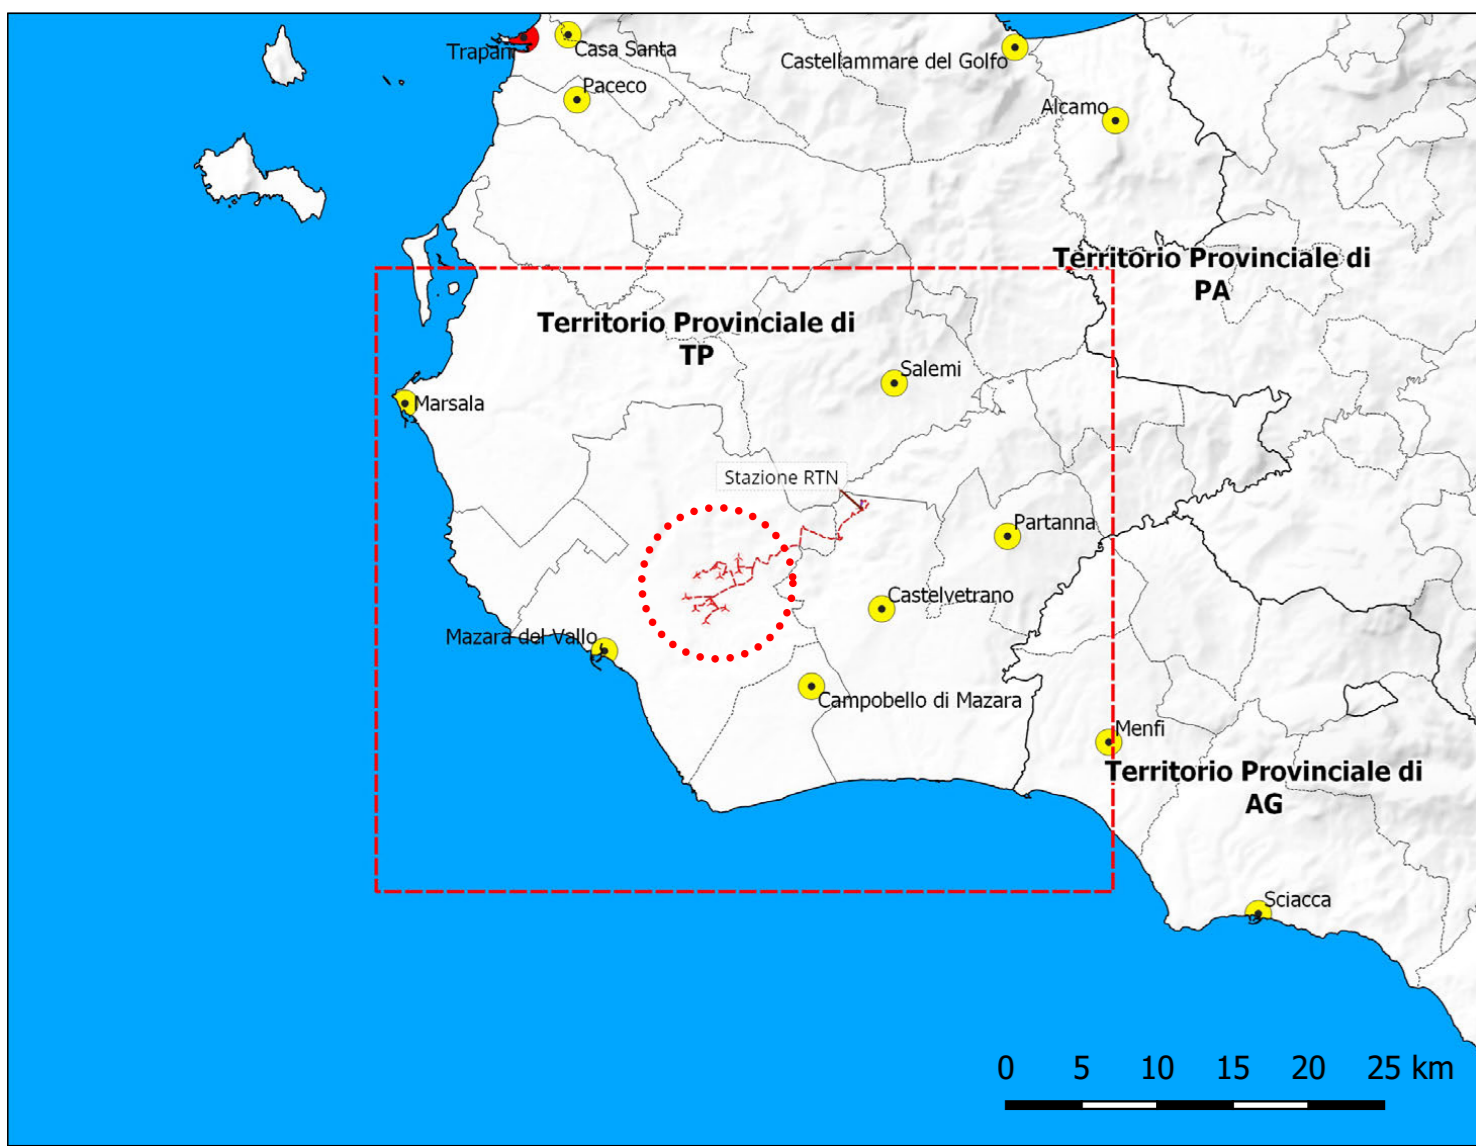 Trapani
Casa Santa
Castellammare del Golfo
Paceco
Alcamo
Territorio Provinciale di
PA
Territorio Provinciale di
TP
Salemi
Marsala
Stazione RTN
Partanna
Castelvetrano
Mazara del Vallo
Campobello di Mazara
Menfi
Territorio Provinciale di
AG
Sciacca
0 5 10 15 20 25 km